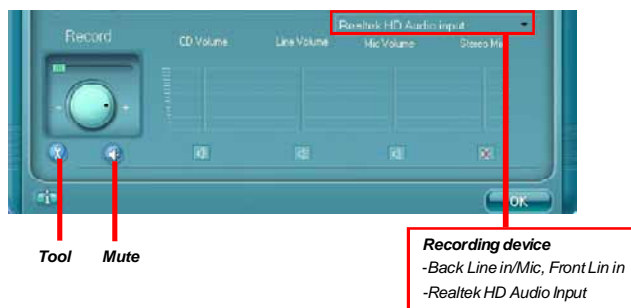 Realtek HD Audio input
Record
CD Volume
Line Volume
Mic Volume
Stereo Mix
OK
Tool
Mute
Recording device
-Back Line in/Mic, Front Lin in
-Realtek HD Audio Input